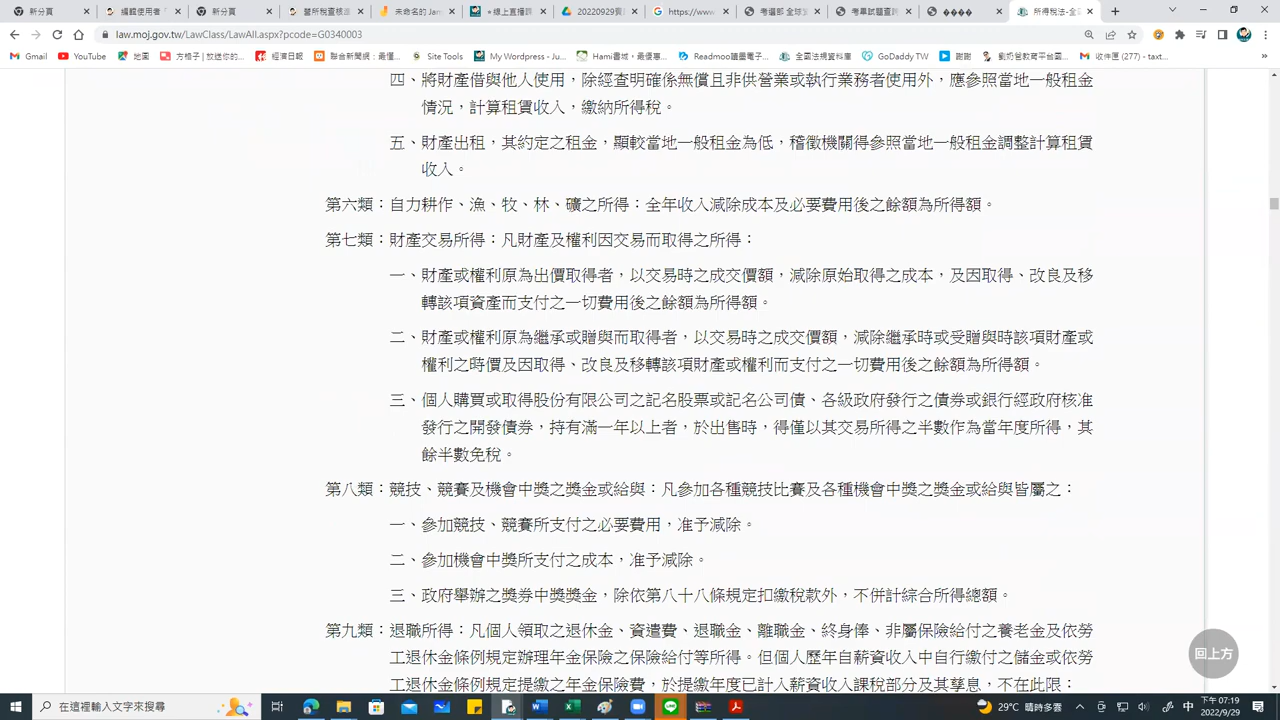 新分頁
編輯使用者
新分頁
營所稅查核
未命名的 Jam
線上直播課
20220929實
https://www
考選部 全球資
考畢試題查詢
����
所得稅法-全
law.moj.gov.tw/LawClass/LawAll.aspx?pcode=G0340003
Gmail YouTube 地圖 方格子 | 放送你的... 經濟日報 聯合新聞網:最懂... Site Tools My Wordpress - Ju... Hami書城,最優惠... Readmoo讀墨電子... 全國法規資料庫 GoDaddy TW 謝謝 劉奶爸教育平台函... 收件匣 (277) - taxt...
四、將財產借與他人使用,除經查明確係無償且非供營業或執行業務者使用外,應參照當地一般租金
情況,計算租賃收入,繳納所得稅。
五、財產出租,其約定之租金,顯較當地一般租金為低,稽徵機關得參照當地一般租金調整計算租賃
收入。
第六類:自力耕作、漁、牧、林、礦之所得:全年收入減除成本及必要費用後之餘額為所得額。
第七類:財產交易所得:凡財產及權利因交易而取得之所得:
一、財產或權利原為出價取得者,以交易時之成交價額,減除原始取得之成本,及因取得、改良及移
轉該項資產而支付之一切費用後之餘額為所得額。
二、財產或權利原為繼承或贈與而取得者,以交易時之成交價額,減除繼承時或受贈與時該項財產或
權利之時價及因取得、改良及移轉該項財產或權利而支付之一切費用後之餘額為所得額。
三、個人購買或取得股份有限公司之記名股票或記名公司債、各級政府發行之債券或銀行經政府核准
發行之開發債券,持有滿一年以上者,於出售時,得僅以其交易所得之半數作為當年度所得,其
餘半數免稅。
第八類:競技、競賽及機會中獎之獎金或給與:凡參加各種競技比賽及各種機會中獎之獎金或給與皆屬之:
一、參加競技、競賽所支付之必要費用,准予減除。
二、參加機會中獎所支付之成本,准予減除。
三、政府舉辦之獎券中獎獎金,除依第八十八條規定扣繳稅款外,不併計綜合所得總額。
第九類:退職所得:凡個人領取之退休金、資遣費、退職金、離職金、終身俸、非屬保險給付之養老金及依勞
工退休金條例規定辦理年金保險之保險給付等所得。但個人歷年自薪資收入中自行繳付之儲金或依勞
工退休金條例規定提繳之年金保險費,於提繳年度已計入薪資收入課稅部分及其孳息,不在此限:
回上方
在這裡輸入文字來搜尋
29°C 晴時多雲
中
下午 07:19
2022/9/29